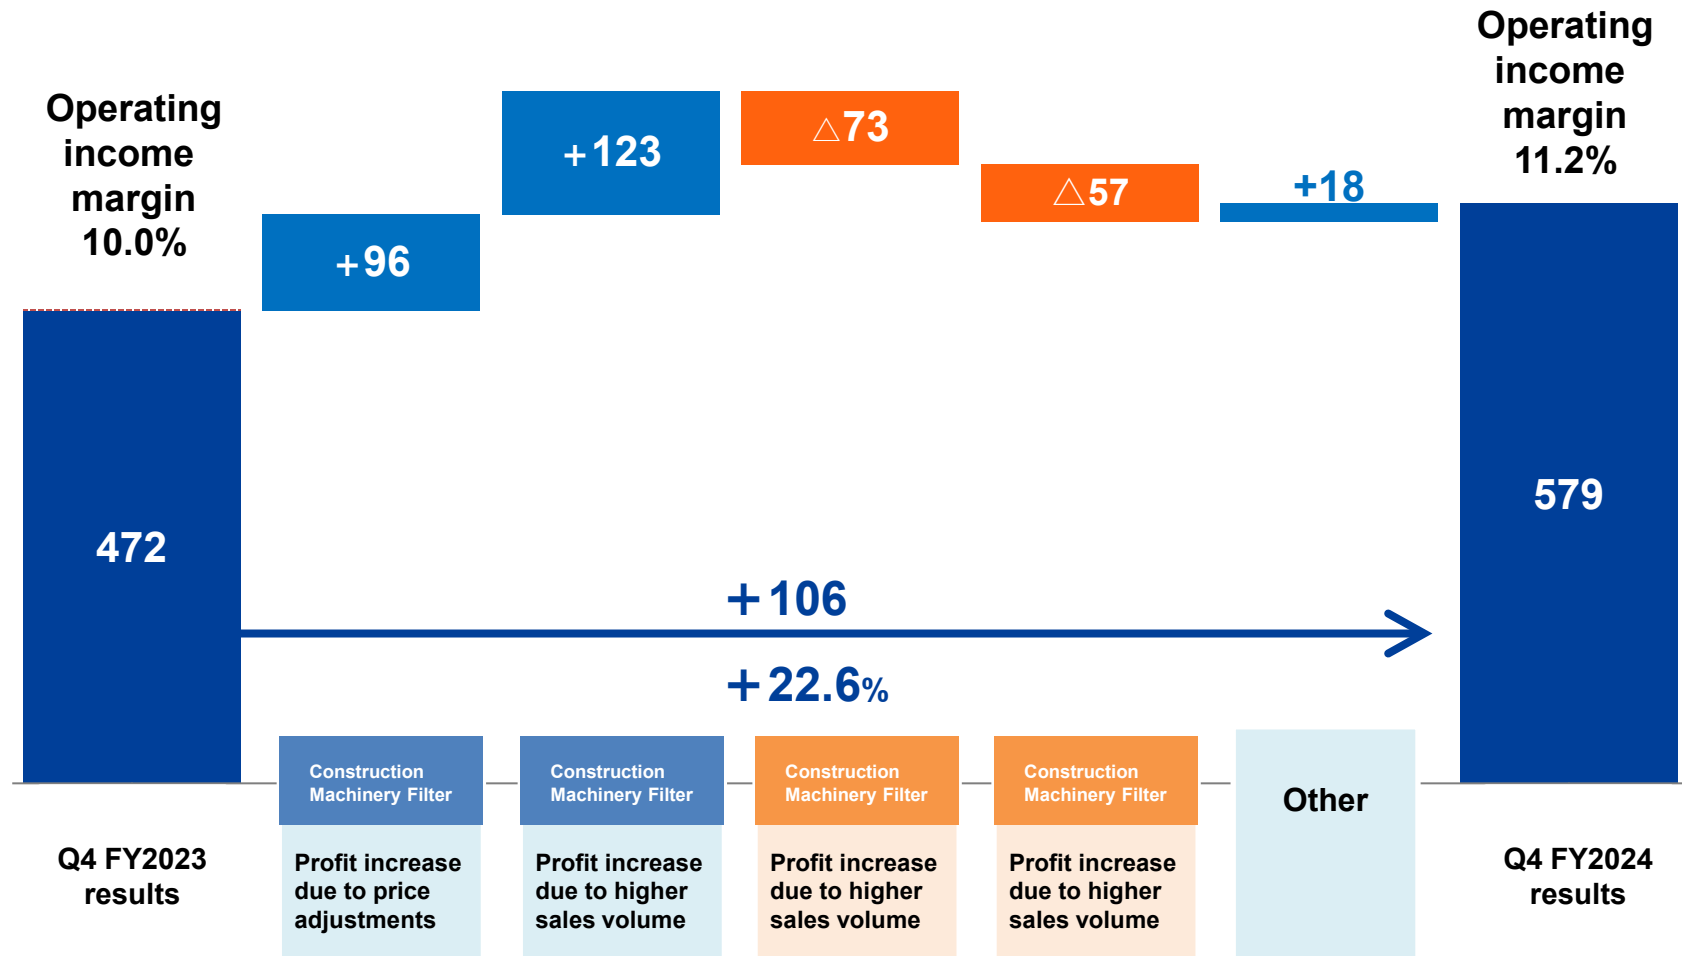 Operating
income
margin
10.0%
+96
+123
△73
△57
+18
Operating
income
margin
11.2%
472
579
+106
+22.6%
Construction
Machinery Filter
Construction
Machinery Filter
Construction
Machinery Filter
Construction
Machinery Filter
Other
Q4 FY2023
results
Profit increase
due to price
adjustments
Profit increase
due to higher
sales volume
Profit increase
due to higher
sales volume
Profit increase
due to higher
sales volume
Q4 FY2024
results